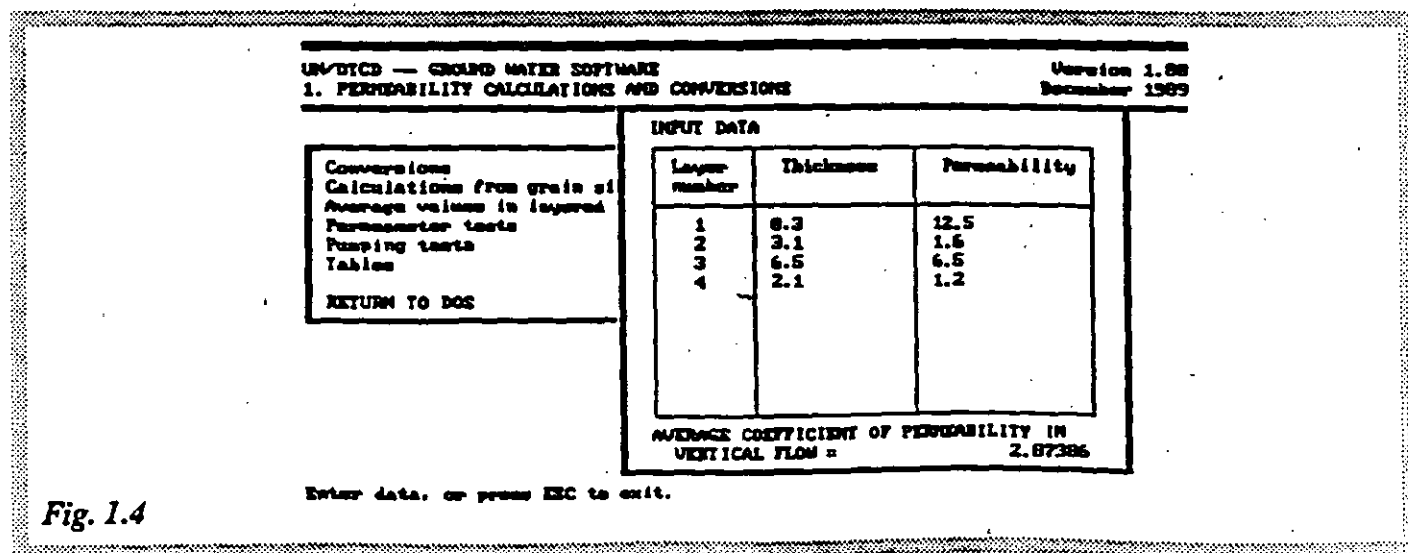 UN/DTCD — GROUND WATER SOFTWARE
Version 1.00
1. PERMEABILITY CALCULATIONS AND CONVERSIONS
December 1989
Conversions
Calculations from grain si
Average values in layered
Permeameter tests
Pumping tests
Tables
RETURN TO DOS
INPUT DATA
Layer number Thickness Permeability
1 8.3 12.5
2 3.1 1.6
3 6.5 6.5
4 2.1 1.2
AVERAGE COEFFICIENT OF PERMEABILITY IN
VERTICAL FLOW = 2.87386
Enter data, or press ESC to exit.
Fig. 1.4